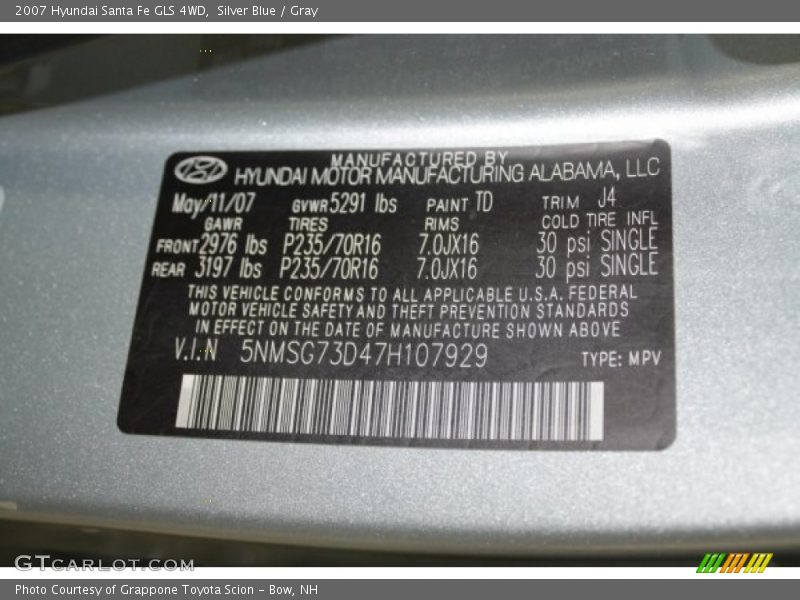 2007 Hyundai Santa Fe GLS 4WD,  Silver Blue / Gray
MANUFACTURED BY
HYUNDAI MOTOR MANUFACTURING ALABAMA, LLC
May/11/07 GVWR 5291 lbs PAINT TD TRIM J4
GAWR TIRES RIMS COLD TIRE INFL
FRONT 2976 lbs P235/70R16 7.0JX16 30 psi SINGLE
REAR 3197 lbs P235/70R16 7.0JX16 30 psi SINGLE
THIS VEHICLE CONFORMS TO ALL APPLICABLE U.S.A. FEDERAL
MOTOR VEHICLE SAFETY AND THEFT PREVENTION STANDARDS
IN EFFECT ON THE DATE OF MANUFACTURE SHOWN ABOVE
V.I.N 5NMSG73D47H107929 TYPE: MPV
GTCARLOT.COM
Photo Courtesy of Grappone Toyota Scion – Bow, NH